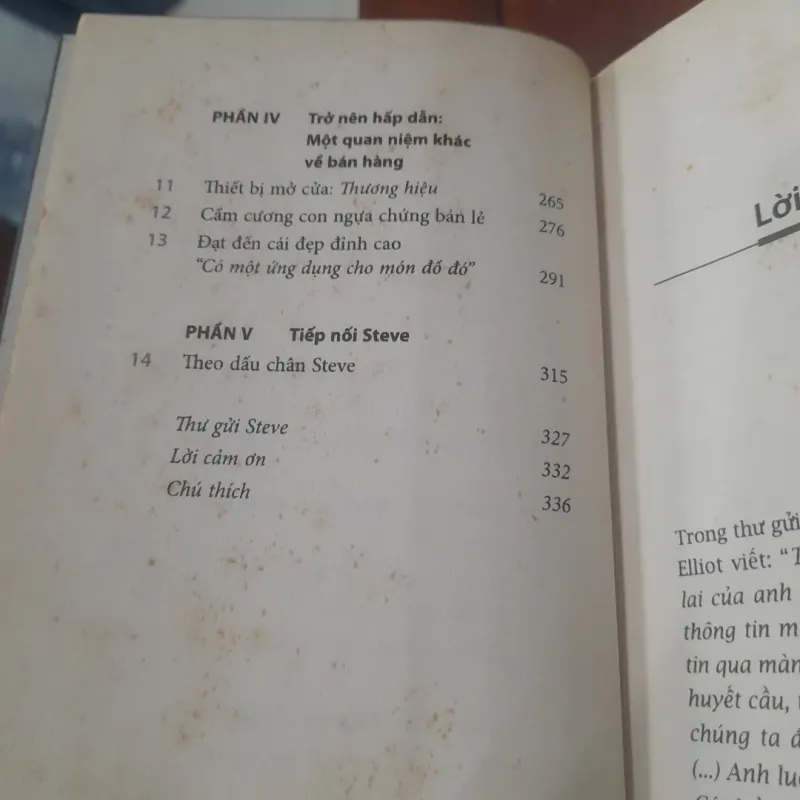 PHẦN IV Trở nên hấp dẫn:
Một quan niệm khác
về bán hàng
11 Thiết bị mở cửa: Thương hiệu 265
12 Cầm cương con ngựa chứng bán lẻ 276
13 Đạt đến cái đẹp đỉnh cao
“Có một ứng dụng cho món đồ đó” 291
PHẦN V Tiếp nối Steve
14 Theo dấu chân Steve 315
Thư gửi Steve 327
Lời cảm ơn 332
Chú thích 336
Lời
Trong thư gửi
Elliot viết: “T
lai của anh
thông tin m
tin qua màn
huyết cầu,
chúng ta đ
(...) Anh luô